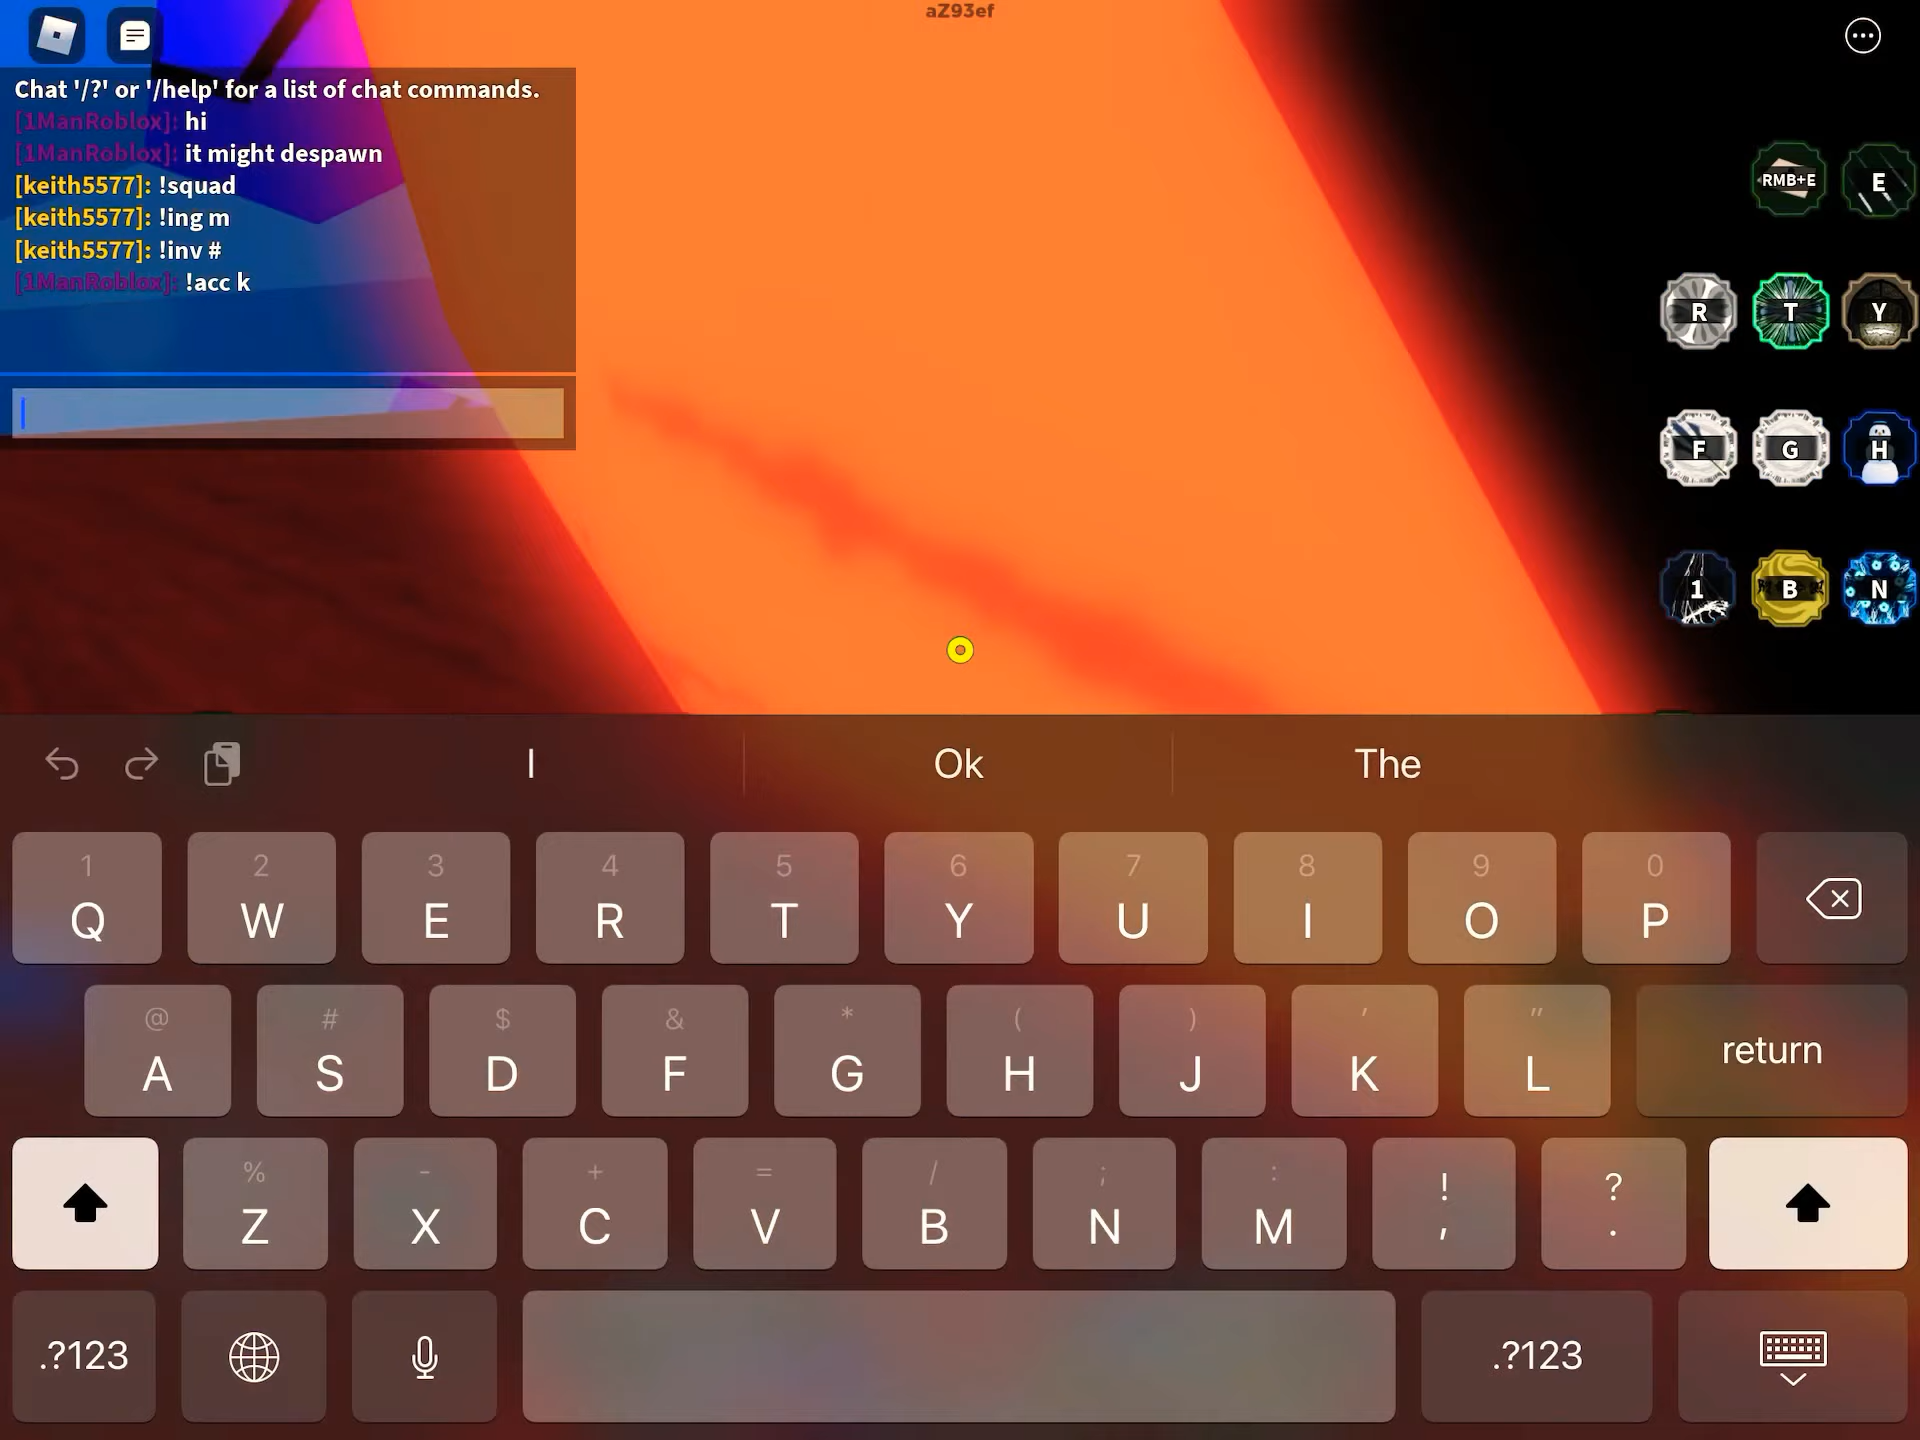 aZ93ef
Chat '/?' or '/help' for a list of chat commands.
[1ManRoblox]: hi
[1ManRoblox]: it might despawn
[keith5577]: !squad
[keith5577]: !ing m
[keith5577]: !inv #
[1ManRoblox]: !acc k
RMB+E E
R T Y
F G H
1 B N
I Ok The
1 2 3 4 5 6 7 8 9 0
Q W E R T Y U I O P
@ # $ & * ( ) ' "
A S D F G H J K L return
% - + = / ; : ! ?
Z X C V B N M , .
.?123 .?123